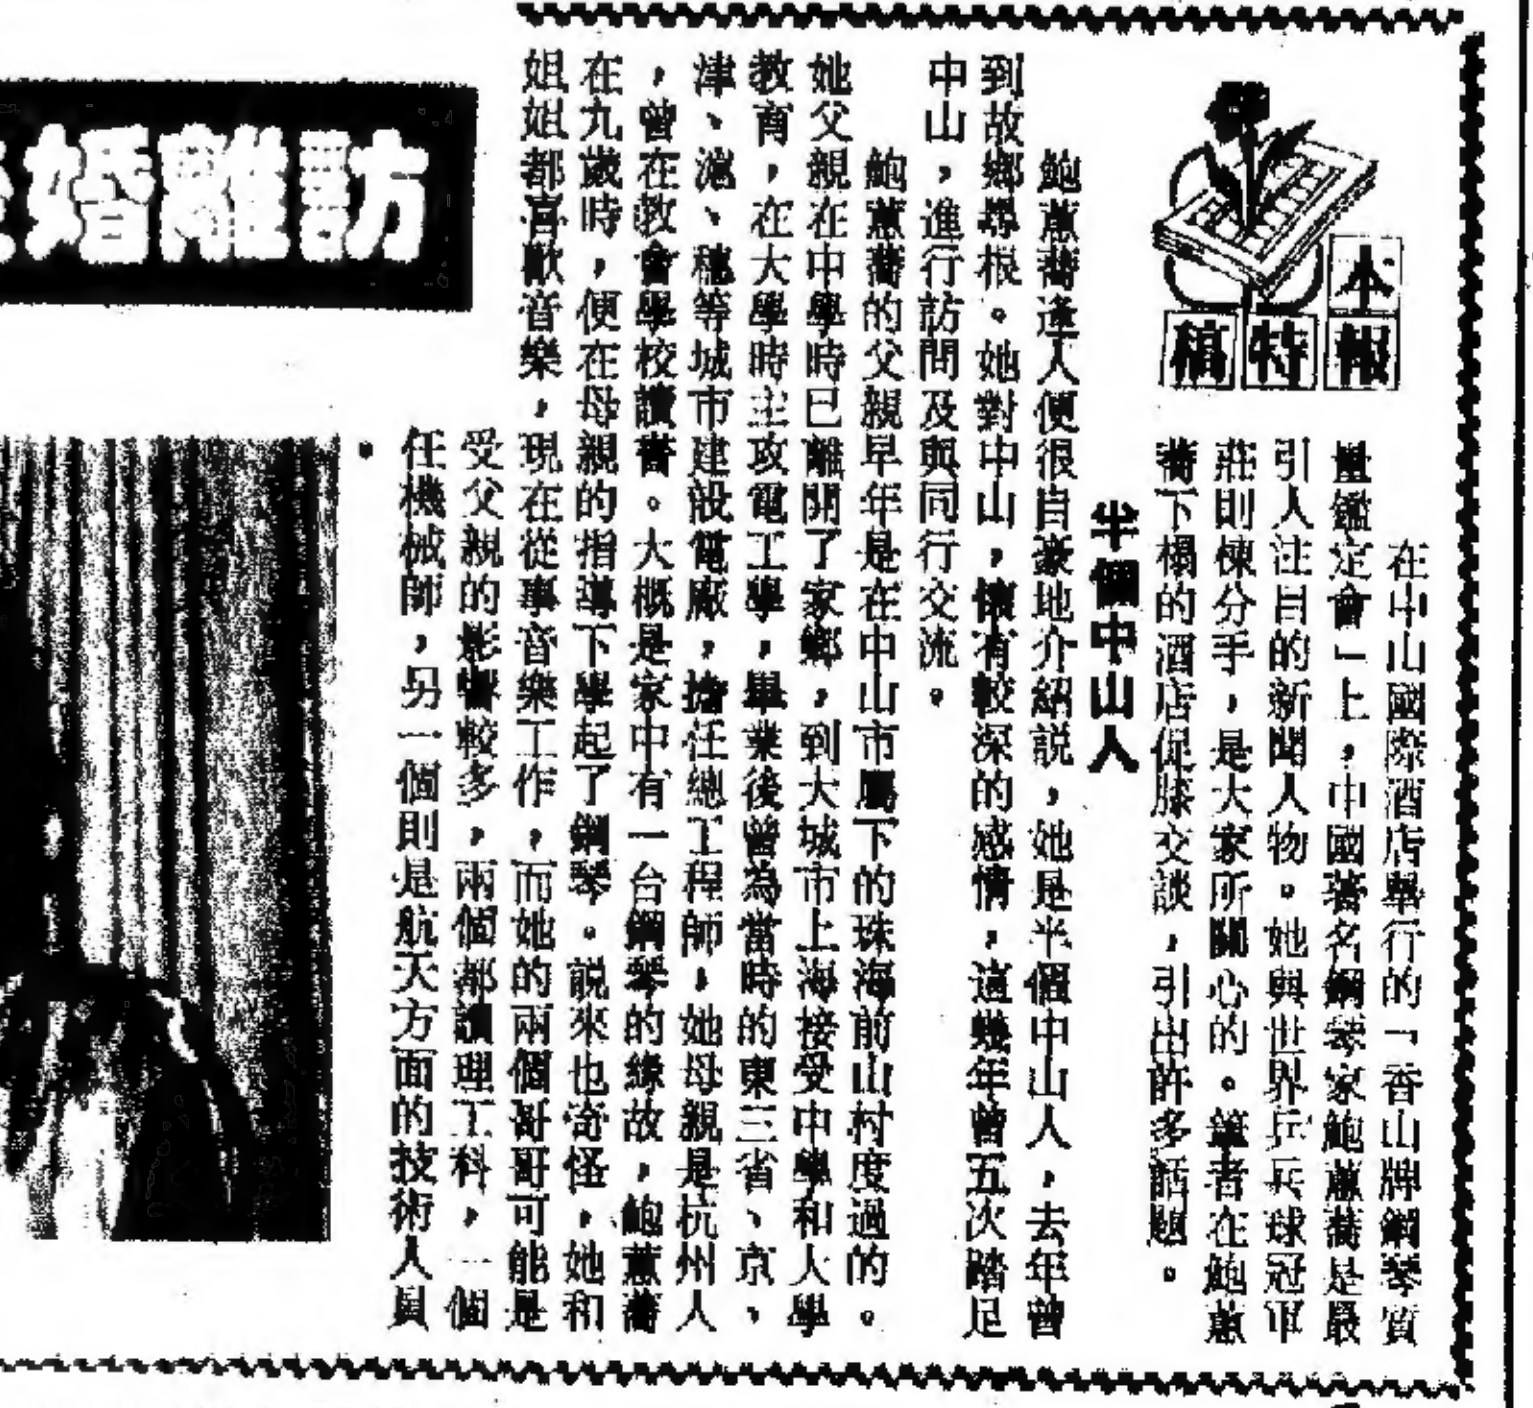 本報
特稿
訪離婚
在中山國際酒店舉行的「香山牌鋼琴質
量鑑定會」上，中國著名鋼琴家鮑蕙蕎是最
引人注目的新聞人物。她與世界乒乓球冠軍
莊則棟分手，是大家所關心的。筆者在鮑蕙
蕎下榻的酒店促膝交談，引出許多話題。
半個中山人
鮑蕙蕎逢人便很自豪地介紹説，她是半個中山人，去年曾
到故鄉尋根。她對中山，懷有較深的感情，這幾年曾五次踏足
中山，進行訪問及與同行交流。
鮑蕙蕎的父親早年是在中山市屬下的珠海前山村度過的。
她父親在中學時已離開了家鄉，到大城市上海接受中學和大學
教育，在大學時主攻電工學，畢業後曾為當時的東三省、京、
津、滬、穗等城市建設電廠，擔任總工程師，她母親是杭州人
，曾在教會學校讀書。大概是家中有一台鋼琴的緣故，鮑蕙蕎
在九歲時，便在母親的指導下學起了鋼琴。説來也奇怪，她和
姐姐都喜歡音樂，現在從事音樂工作，而她的兩個哥哥可能是
受父親的影響較多，兩個都讀理工科，一個
任機械師，另一個則是航天方面的技術人員
。